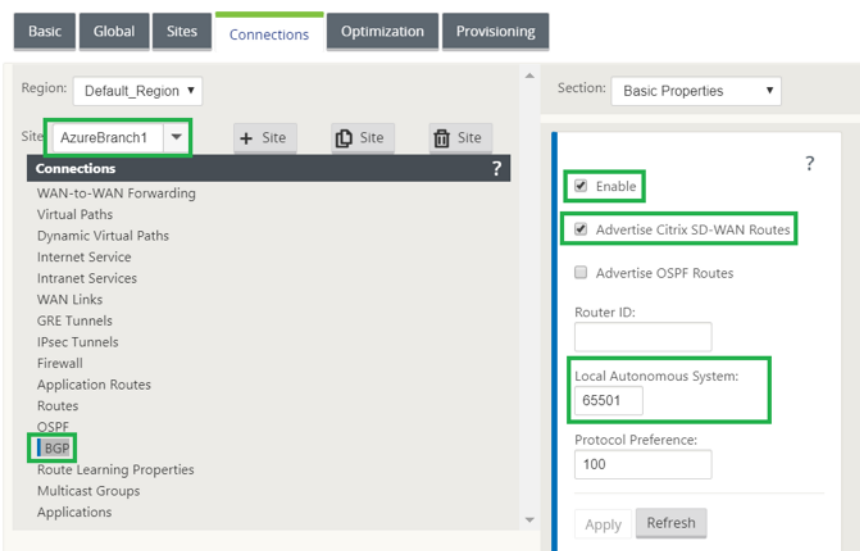 Basic Global Sites Connections Optimization Provisioning
Region: Default_Region
Site: AzureBranch1 + Site Site Site
Connections ?
WAN-to-WAN Forwarding
Virtual Paths
Dynamic Virtual Paths
Internet Service
Intranet Services
WAN Links
GRE Tunnels
IPsec Tunnels
Firewall
Application Routes
Routes
OSPF
BGP
Route Learning Properties
Multicast Groups
Applications
Section: Basic Properties
?
Enable
Advertise Citrix SD-WAN Routes
Advertise OSPF Routes
Router ID:
Local Autonomous System:
65501
Protocol Preference:
100
Apply Refresh